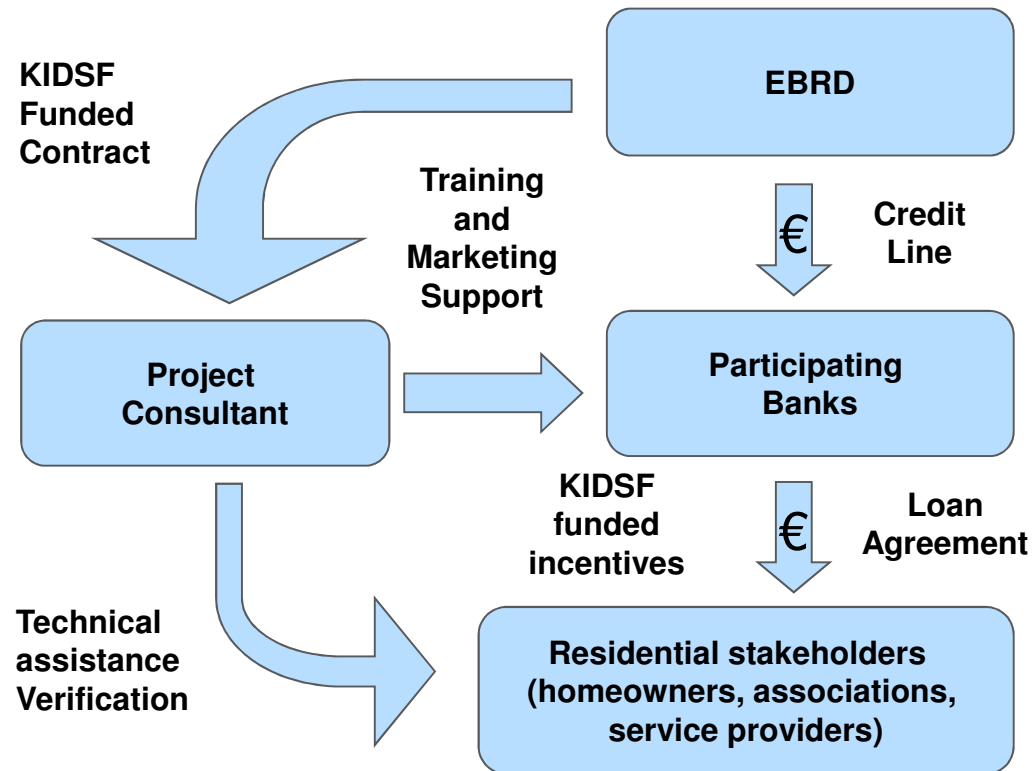 KIDSF
Funded
Contract
EBRD
Training
and
Marketing
Support
€
Credit
Line
Project
Consultant
Participating
Banks
KIDSF
funded
incentives
€
Loan
Agreement
Technical
assistance
Verification
Residential stakeholders
(homeowners, associations,
service providers)